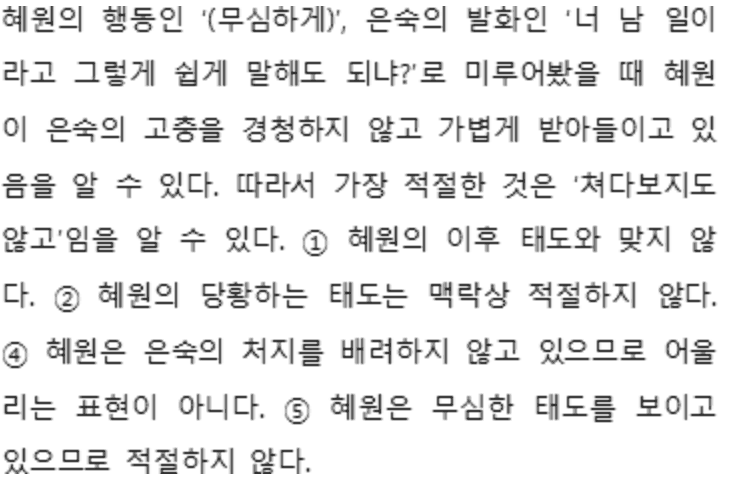 혜원의 행동인 '(무심하게)', 은숙의 발화인 '너 남 일이
라고 그렇게 쉽게 말해도 되냐?'로 미루어봤을 때 혜원
이 은숙의 고충을 경청하지 않고 가볍게 받아들이고 있
음을 알 수 있다. 따라서 가장 적절한 것은 '쳐다보지도
않고'임을 알 수 있다. ① 혜원의 이후 태도와 맞지 않
다. ② 혜원의 당황하는 태도는 맥락상 적절하지 않다.
④ 혜원은 은숙의 처지를 배려하지 않고 있으므로 어울
리는 표현이 아니다. ⑤ 혜원은 무심한 태도를 보이고
있으므로 적절하지 않다.